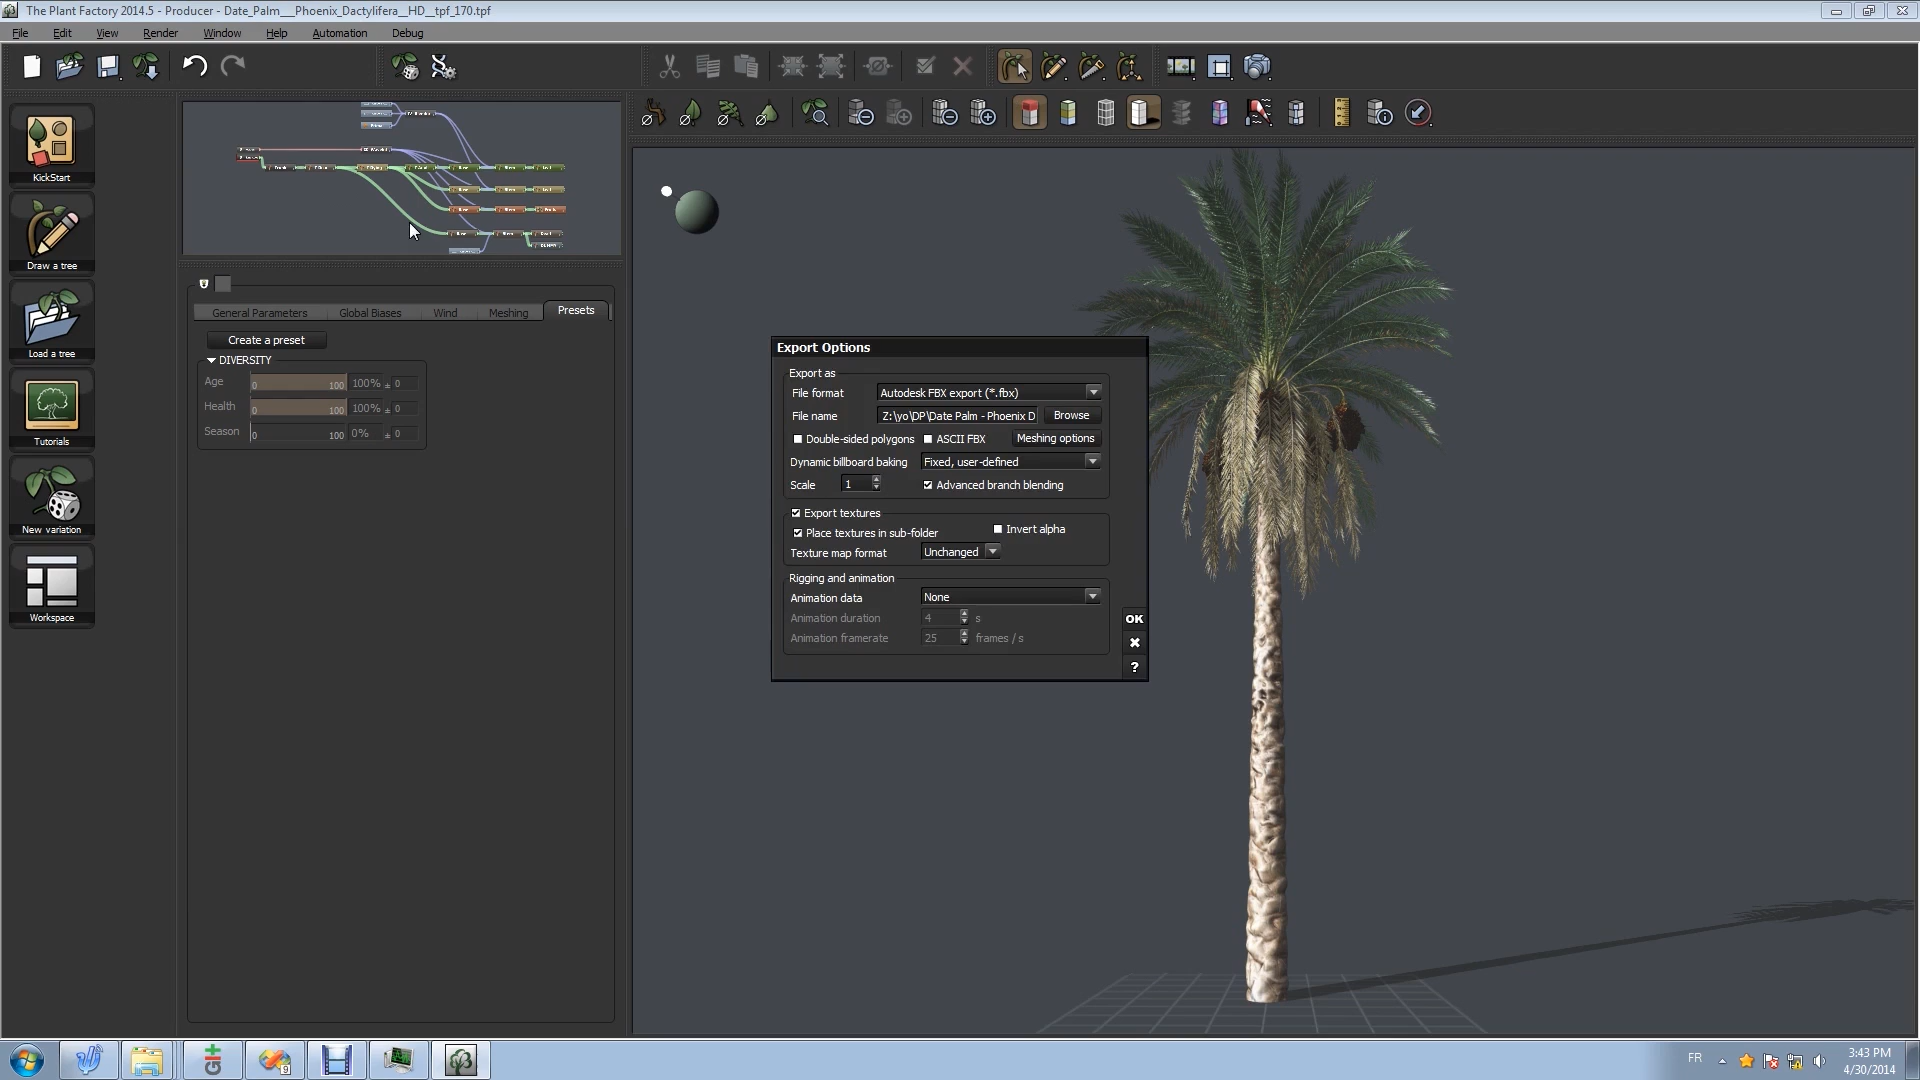 The Plant Factory 2014.5 - Producer - Date_Palm___Phoenix_Dactylifera__HD__tpf_170.tpf
File Edit View Render Window Help Automation Debug
KickStart
Draw a tree
Load a tree
Tutorials
New variation
Workspace
General Parameters Global Biases Wind Meshing Presets
Create a preset
DIVERSITY
Age 0 100 100% ± 0
Health 0 100 100% ± 0
Season 0 100 0% ± 0
Export Options
Export as
File format Autodesk FBX export (*.fbx)
File name Z:\yo\DP\Date Palm - Phoenix D Browse
Double-sided polygons ASCII FBX Meshing options
Dynamic billboard baking Fixed, user-defined
Scale 1 Advanced branch blending
Export textures
Place textures in sub-folder Invert alpha
Texture map format Unchanged
Rigging and animation
Animation data None
Animation duration 4 s
Animation framerate 25 frames / s
OK
?
Git
9
FR
3:43 PM
4/30/2014